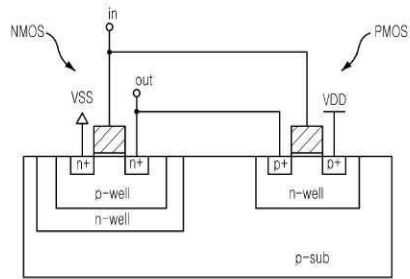 in
NMOS
PMOS
out
VSS
VDD
n+ n+ p+ p+
p-well
n-well
n-well
p-sub